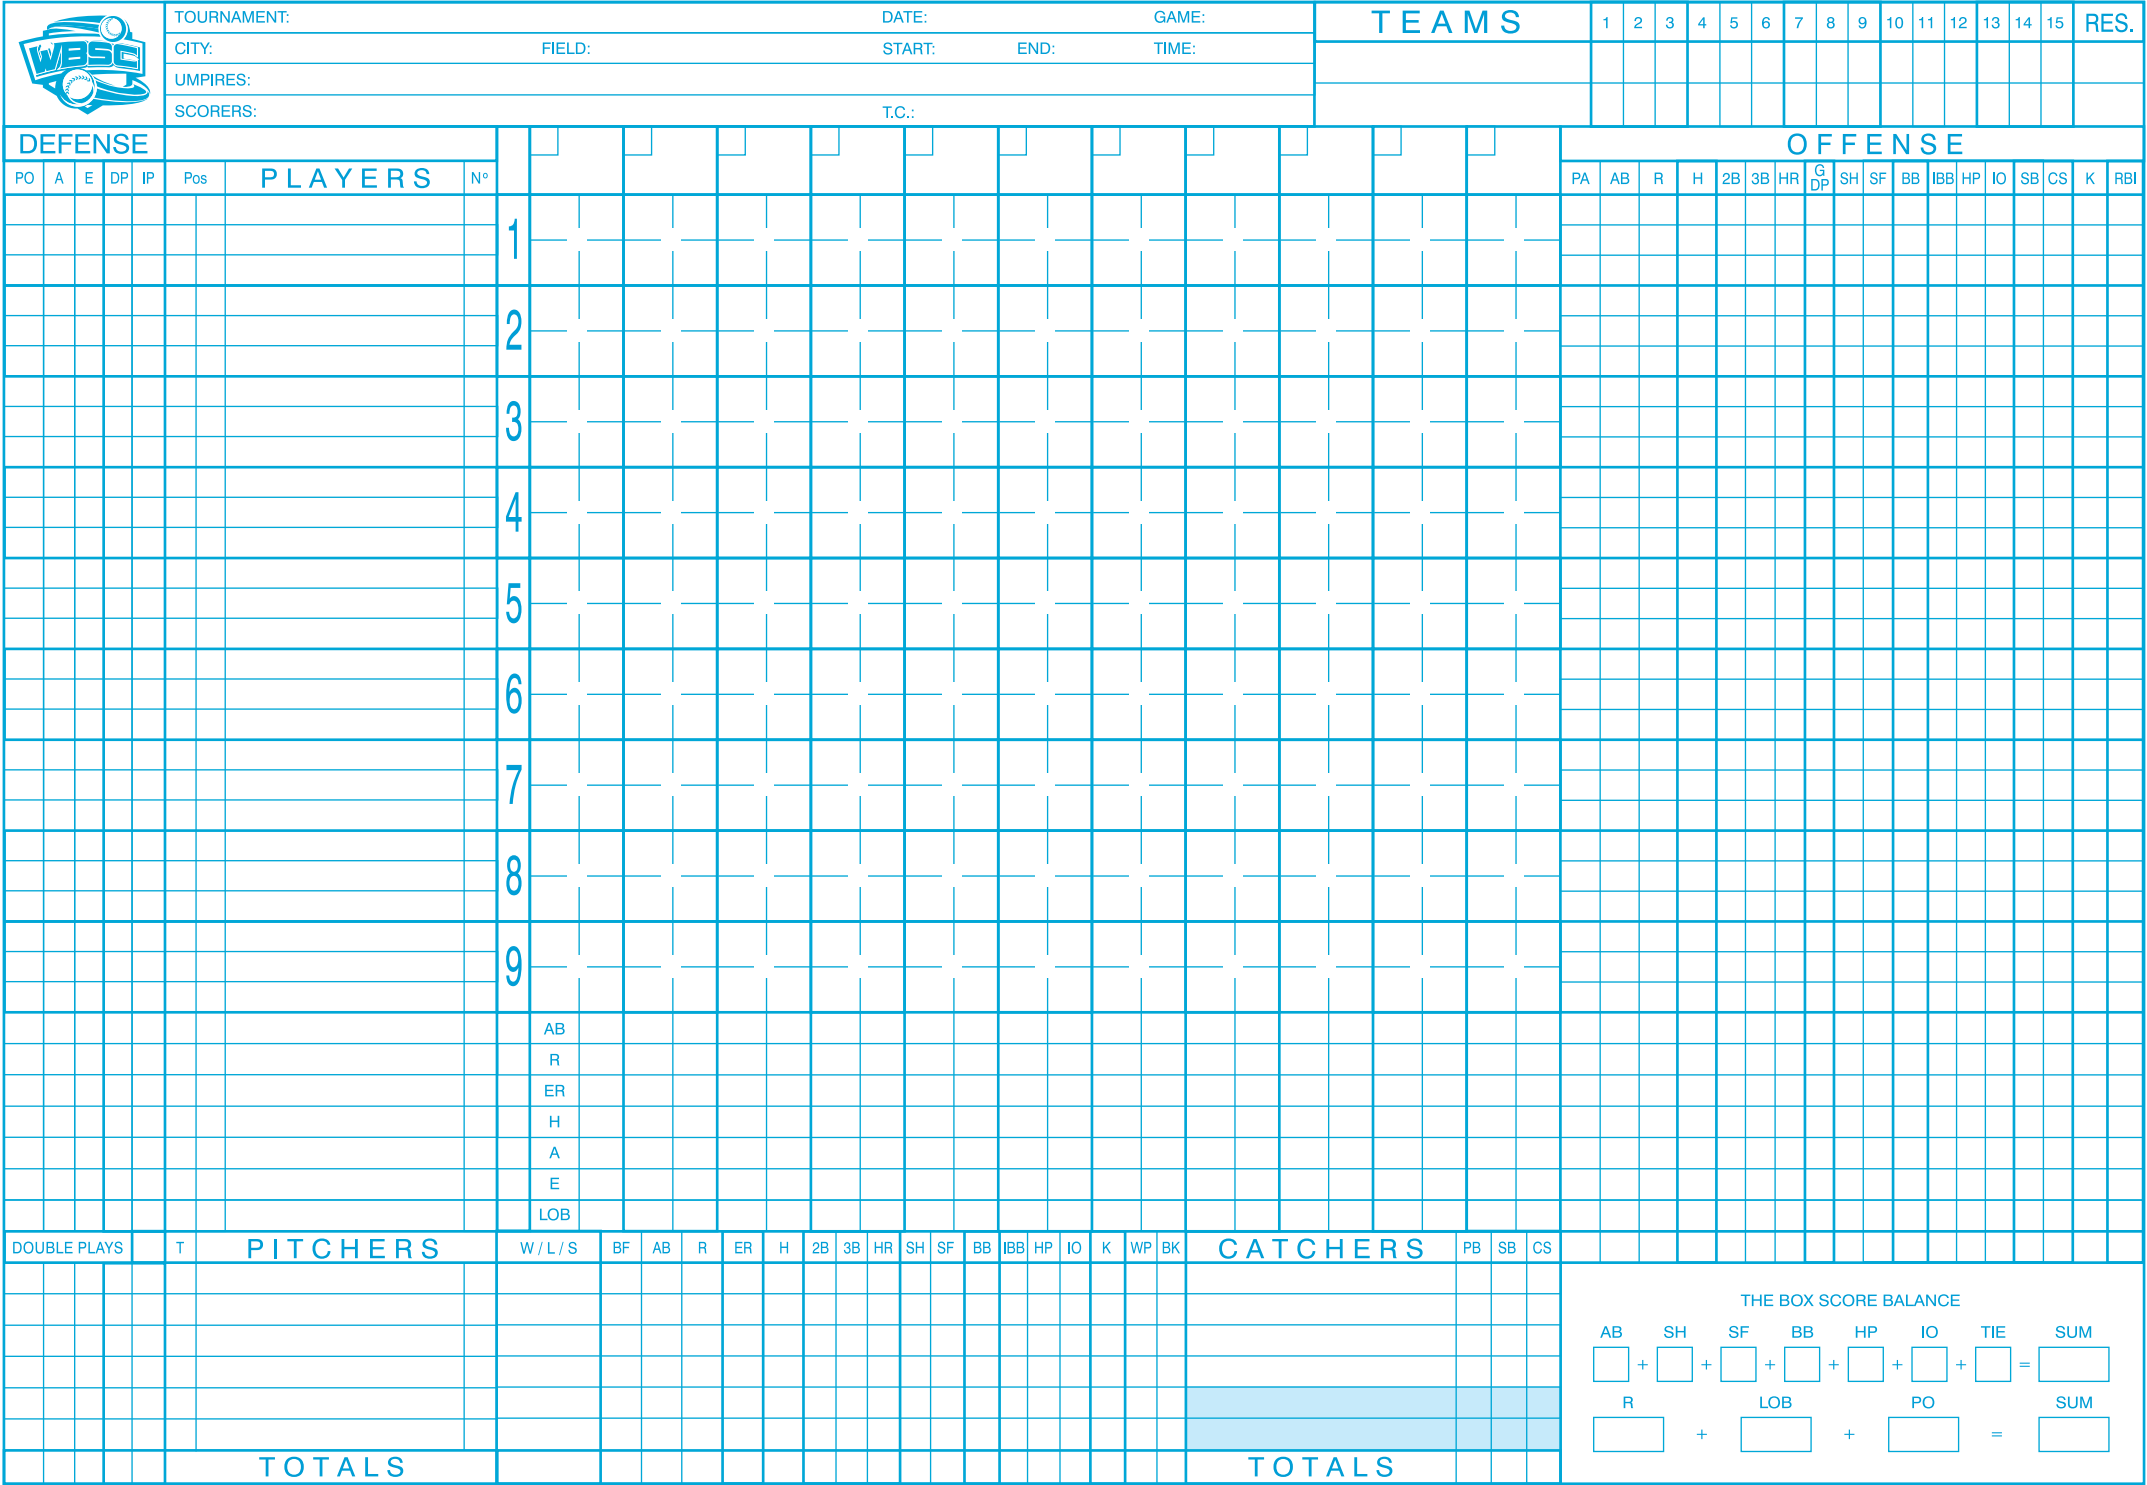 WBSC
TOURNAMENT: DATE: GAME:
CITY: FIELD: START: END: TIME:
UMPIRES:
SCORERS: T.C.:
TEAMS 1 2 3 4 5 6 7 8 9 10 11 12 13 14 15 RES.
DEFENSE
OFFENSE
PO A E DP IP Pos PLAYERS Nº
PA AB R H 2B 3B HR G DP SH SF BB IBB HP IO SB CS K RBI
1
2
3
4
5
6
7
8
9
AB
R
ER
H
A
E
LOB
DOUBLE PLAYS T PITCHERS W / L / S BF AB R ER H 2B 3B HR SH SF BB IBB HP IO K WP BK CATCHERS PB SB CS
THE BOX SCORE BALANCE
AB SH SF BB HP IO TIE SUM
+ + + + + + =
R LOB PO SUM
+ + =
TOTALS TOTALS